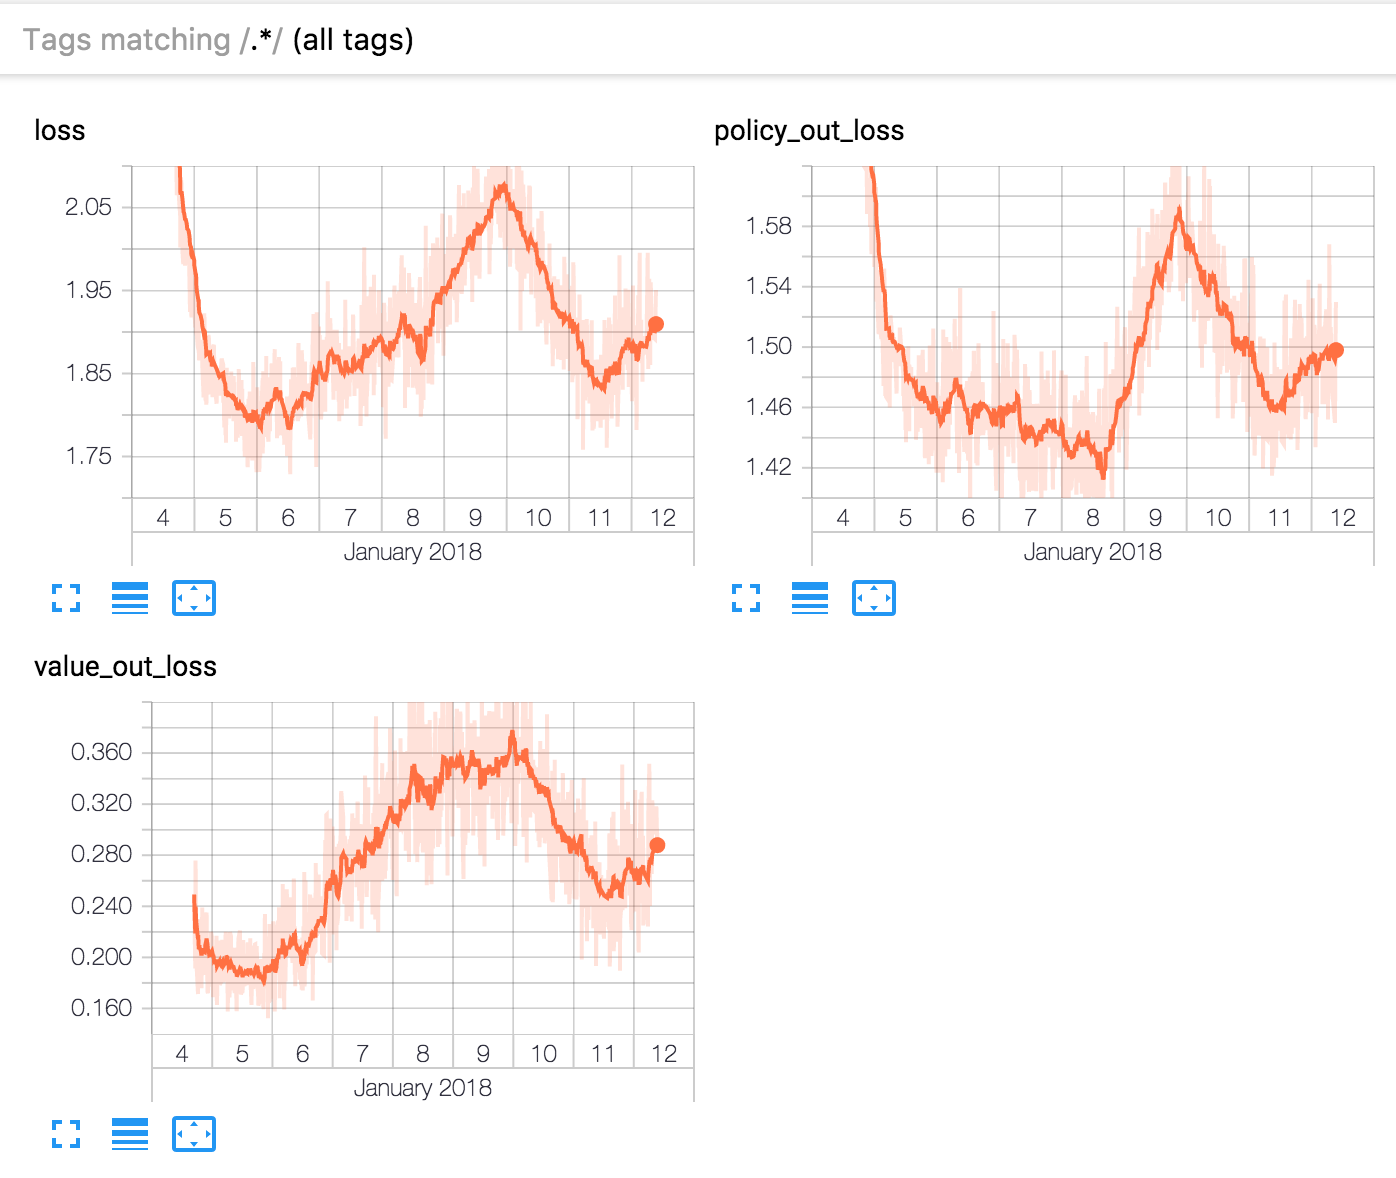 Tags matching /.*/ (all tags)
loss
2.05
1.95
1.85
1.75
4 5 6 7 8 9 10 11 12
January 2018
policy_out_loss
1.58
1.54
1.50
1.46
1.42
4 5 6 7 8 9 10 11 12
January 2018
value_out_loss
0.360
0.320
0.280
0.240
0.200
0.160
4 5 6 7 8 9 10 11 12
January 2018